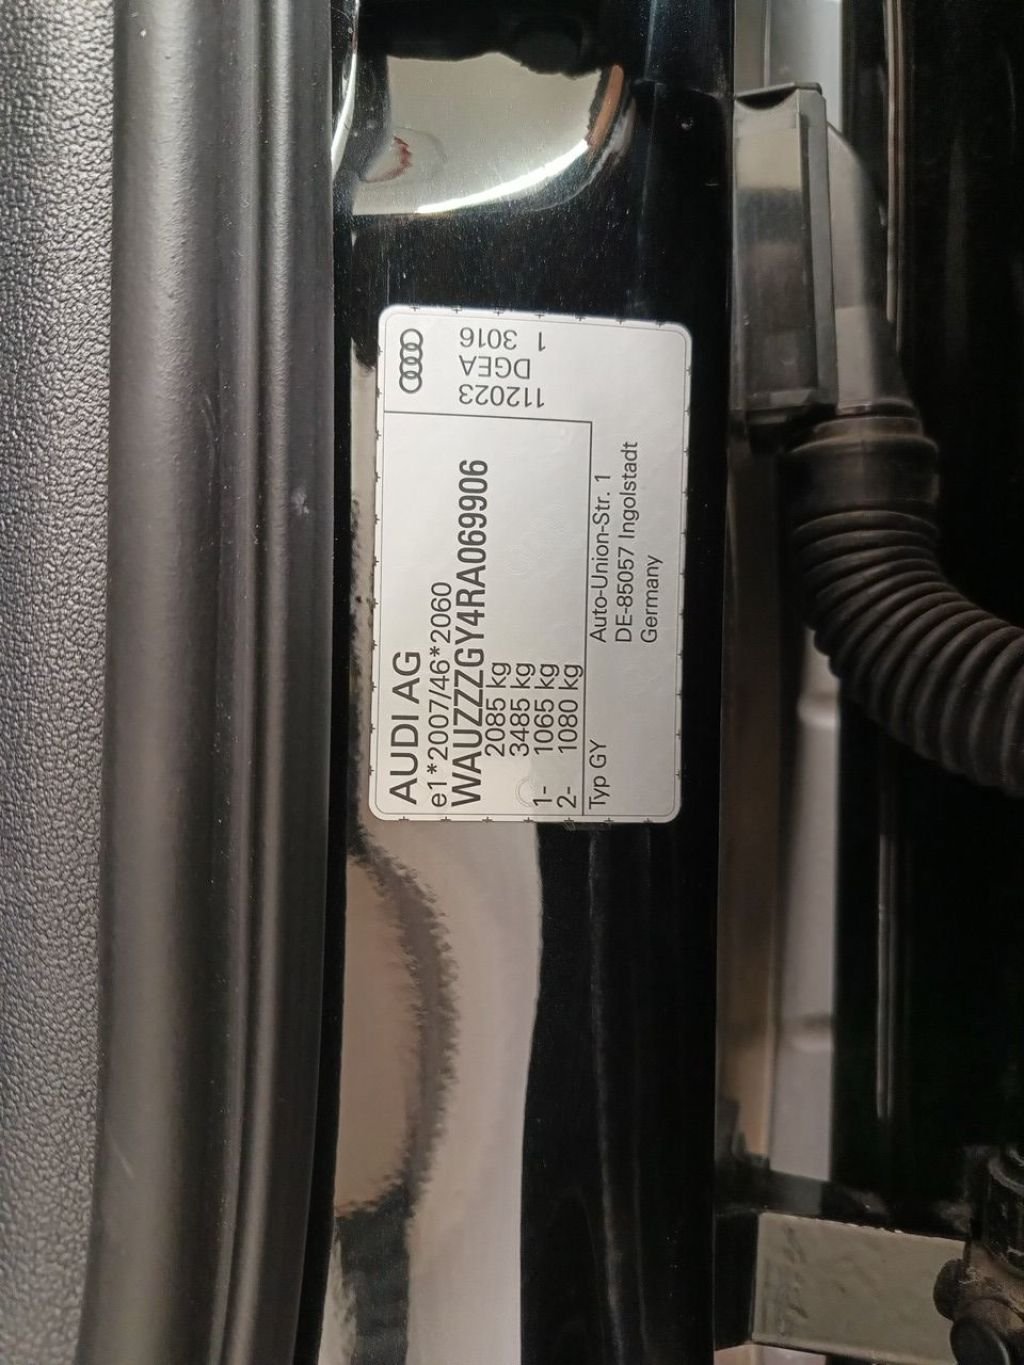 AUDI AG
e1*2007/46*2060
WAUZZZGY4RA069906
2085 kg
3485 kg
1- 1065 kg
2- 1080 kg
Typ GY
Auto-Union-Str. 1
DE-85057 Ingolstadt
Germany
112023
DGEA
1 3016